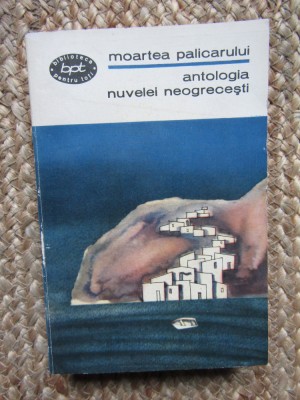 biblioteca
bpt
pentru toți
moartea palicarului
antologia
nuvelei neogrecești